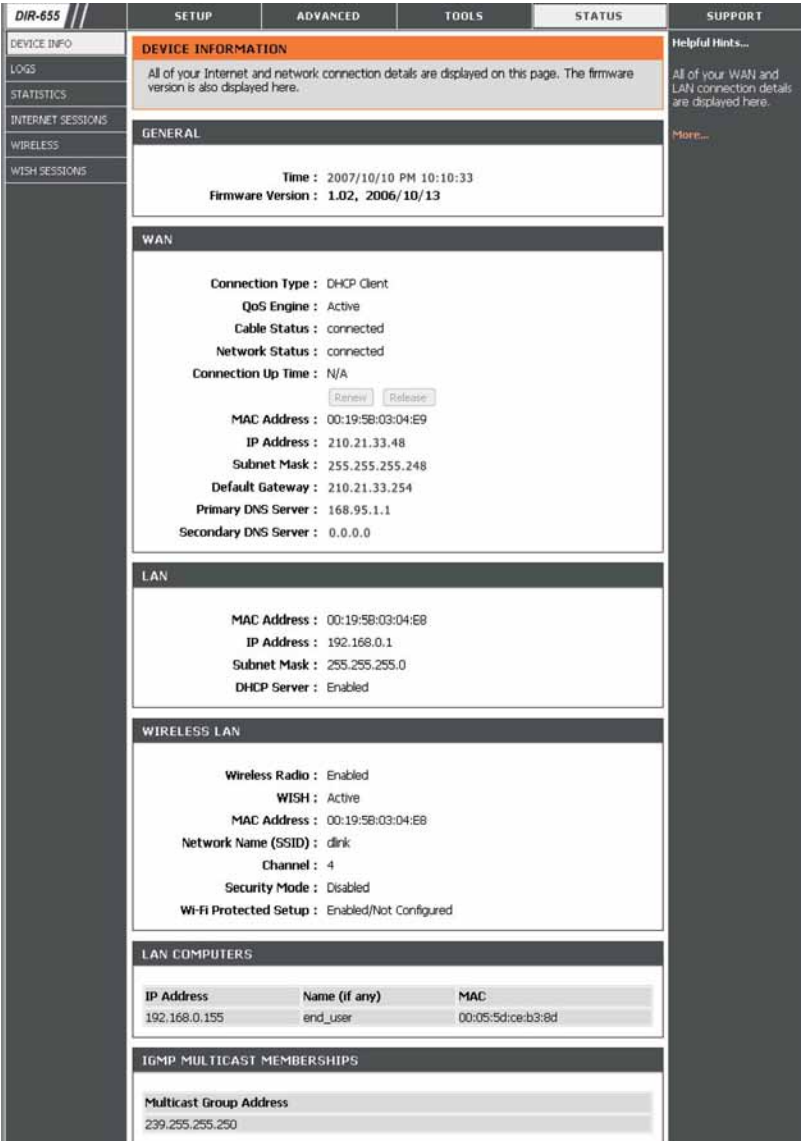 DIR-655
SETUP
ADVANCED
TOOLS
STATUS
SUPPORT
DEVICE INFO
LOGS
STATISTICS
INTERNET SESSIONS
WIRELESS
WISH SESSIONS
DEVICE INFORMATION
All of your Internet and network connection details are displayed on this page. The firmware
version is also displayed here.
GENERAL
Time : 2007/10/10 PM 10:10:33
Firmware Version : 1.02, 2006/10/13
WAN
Connection Type : DHCP Client
QoS Engine : Active
Cable Status : connected
Network Status : connected
Connection Up Time : N/A
Renew Release
MAC Address : 00:19:5B:03:04:E9
IP Address : 210.21.33.48
Subnet Mask : 255.255.255.248
Default Gateway : 210.21.33.254
Primary DNS Server : 168.95.1.1
Secondary DNS Server : 0.0.0.0
LAN
MAC Address : 00:19:5B:03:04:E8
IP Address : 192.168.0.1
Subnet Mask : 255.255.255.0
DHCP Server : Enabled
WIRELESS LAN
Wireless Radio : Enabled
WISH : Active
MAC Address : 00:19:5B:03:04:E8
Network Name (SSID) : dlink
Channel : 4
Security Mode : Disabled
Wi-Fi Protected Setup : Enabled/Not Configured
LAN COMPUTERS
IP Address Name (if any) MAC
192.168.0.155 end_user 00:05:5d:ce:b3:8d
IGMP MULTICAST MEMBERSHIPS
Multicast Group Address
239.255.255.250
Helpful Hints...
All of your WAN and
LAN connection details
are displayed here.
More...